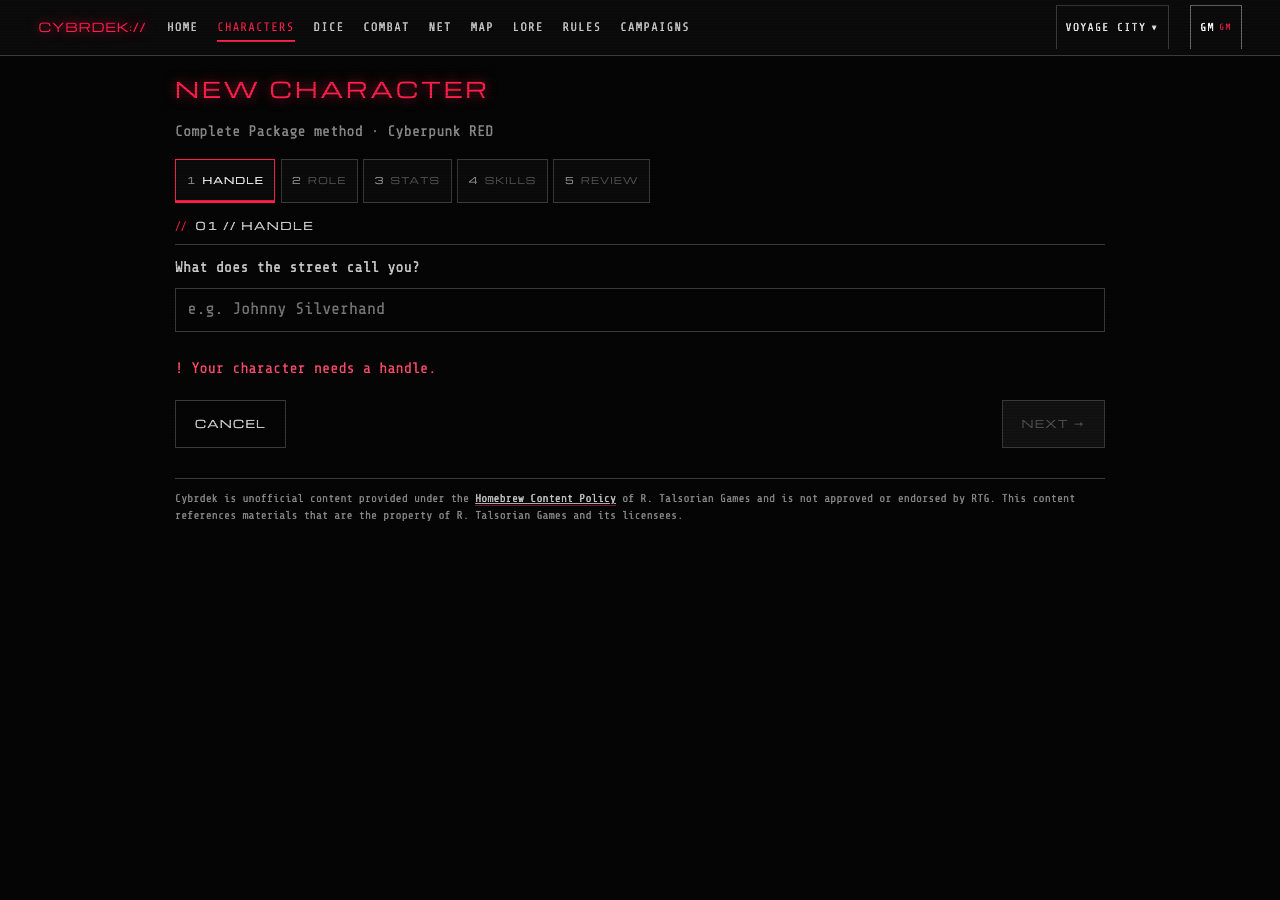 CYBRDEK:// HOME CHARACTERS DICE COMBAT NET MAP LORE RULES CAMPAIGNS VOYAGE CITY ▾ GM GM
NEW CHARACTER
Complete Package method · Cyberpunk RED
1 HANDLE 2 ROLE 3 STATS 4 SKILLS 5 REVIEW
// 01 // HANDLE
What does the street call you?
e.g. Johnny Silverhand
! Your character needs a handle.
CANCEL NEXT →
Cybrdek is unofficial content provided under the Homebrew Content Policy of R. Talsorian Games and is not approved or endorsed by RTG. This content
references materials that are the property of R. Talsorian Games and its licensees.